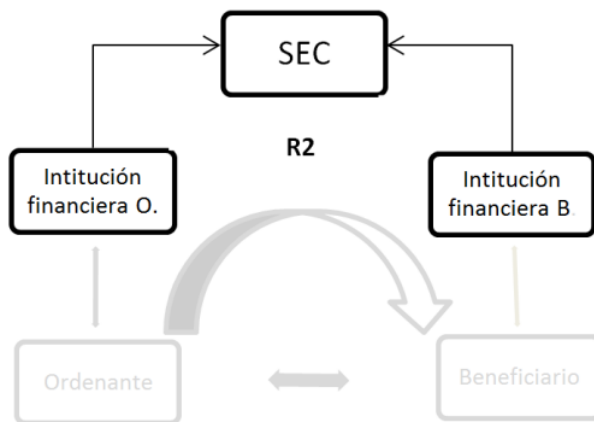 SEC
R2
Intitución
financiera O.
Intitución
financiera B.
Ordenante
Beneficiario